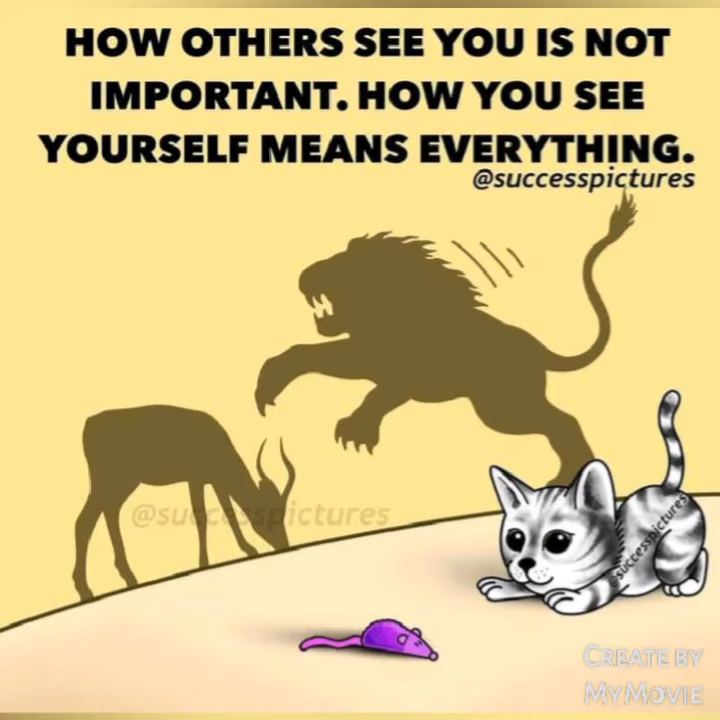 HOW OTHERS SEE YOU IS NOT
IMPORTANT. HOW YOU SEE
YOURSELF MEANS EVERYTHING.
@successpictures
@successpictures
@successpictures
CREATE BY
MYMOVIE